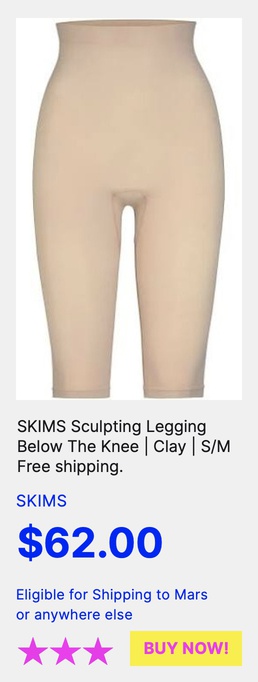 SKIMS Sculpting Legging
Below The Knee | Clay | S/M
Free shipping.
SKIMS
$62.00
Eligible for Shipping to Mars
or anywhere else
BUY NOW!